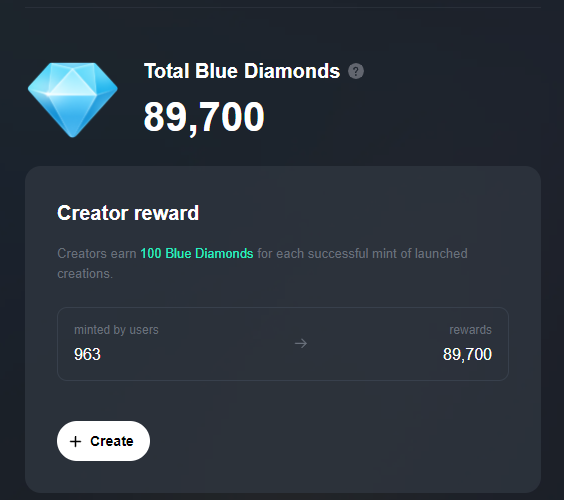 Total Blue Diamonds ?
89,700
Creator reward
Creators earn 100 Blue Diamonds for each successful mint of launched
creations.
minted by users
rewards
963
→
89,700
+ Create